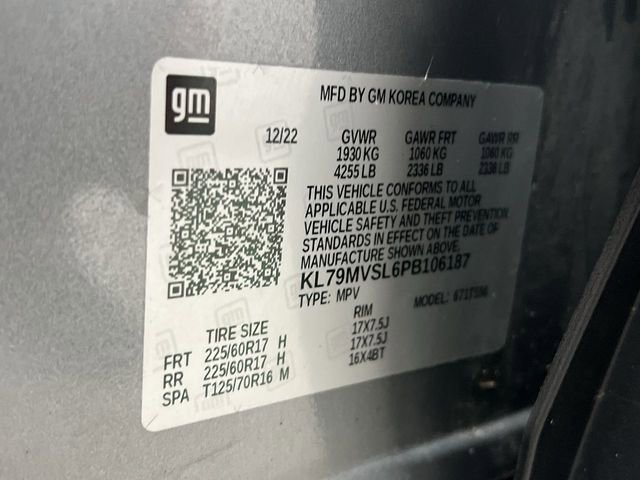 gm
MFD BY GM KOREA COMPANY
12/22 GVWR GAWR FRT GAWR RR
1930 KG 1060 KG 1060 KG
4255 LB 2336 LB 2336 LB
THIS VEHICLE CONFORMS TO ALL
APPLICABLE U.S. FEDERAL MOTOR
VEHICLE SAFETY AND THEFT PREVENTION
STANDARDS IN EFFECT ON THE DATE OF
MANUFACTURE SHOWN ABOVE.
KL79MVSL6PB106187
TYPE: MPV MODEL:
TIRE SIZE RIM
FRT 225/60R17 H 17X7.5J
RR 225/60R17 H 17X7.5J
SPA T125/70R16 M 16X4BT